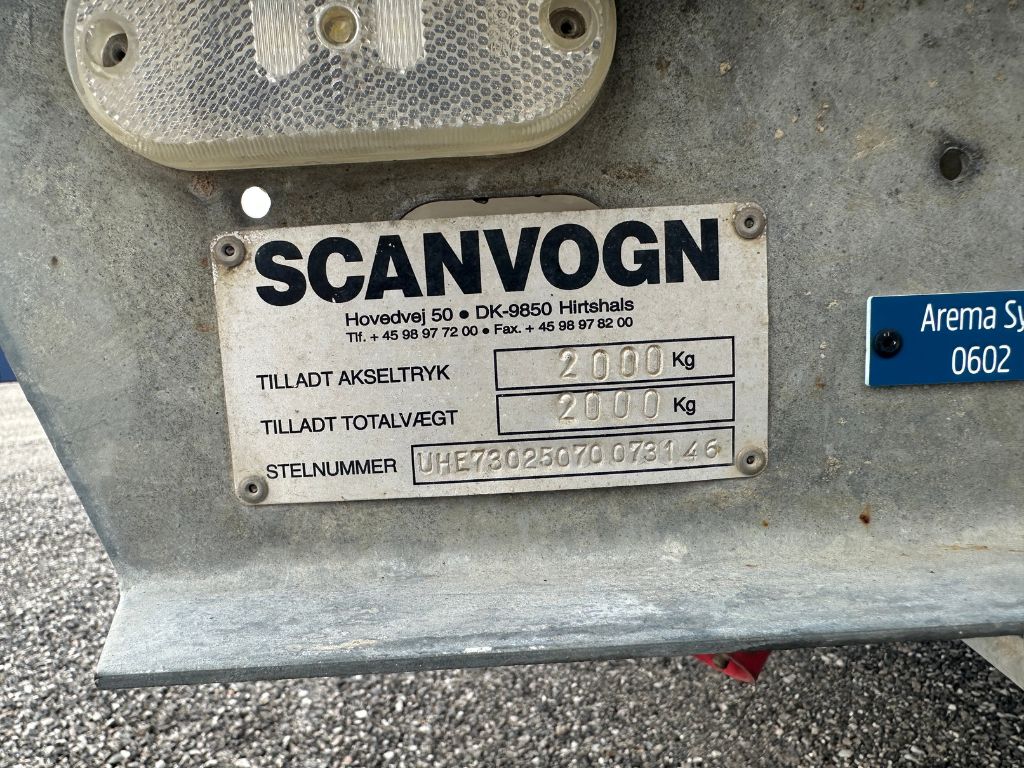 SCANVOGN
Hovedvej 50 • DK-9850 Hirtshals
Tlf. + 45 98 97 72 00 • Fax. + 45 98 97 82 00
TILLADT AKSELTRYK 2000 Kg
TILLADT TOTALVÆGT 2000 Kg
STELNUMMER UHE73025070073146
Arema Sy
0602